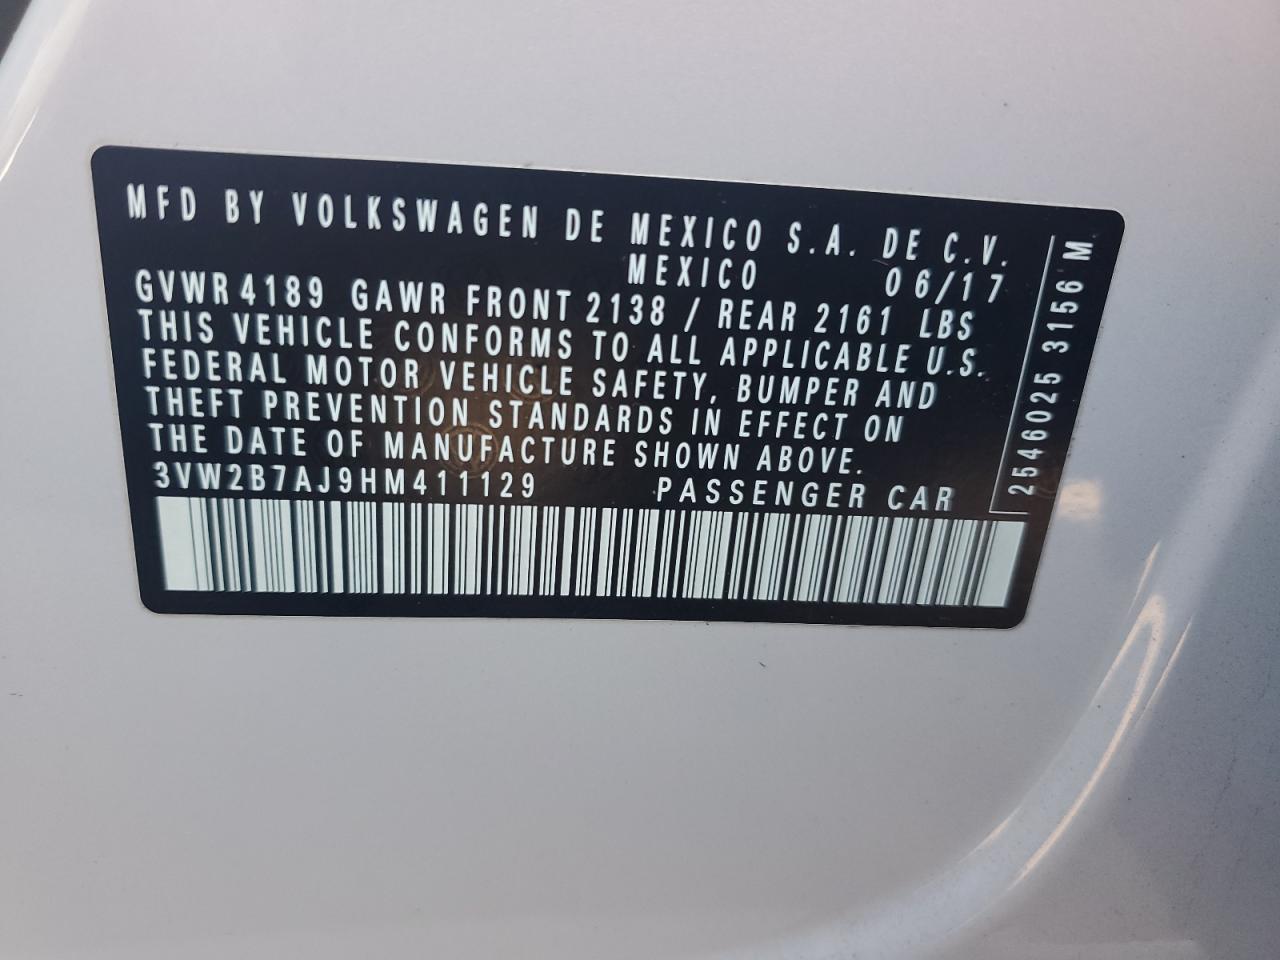 MFD BY VOLKSWAGEN DE MEXICO S.A. DE C.V.
MEXICO 06/17
GVWR 4189 GAWR FRONT 2138 / REAR 2161 LBS
THIS VEHICLE CONFORMS TO ALL APPLICABLE U.S.
FEDERAL MOTOR VEHICLE SAFETY, BUMPER AND
THEFT PREVENTION STANDARDS IN EFFECT ON
THE DATE OF MANUFACTURE SHOWN ABOVE.
3VW2B7AJ9HM411129 PASSENGER CAR
2546025 3156 M